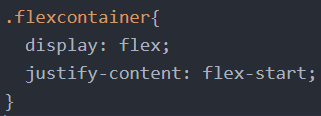 .flexcontainer{
  display: flex;
  justify-content: flex-start;
}